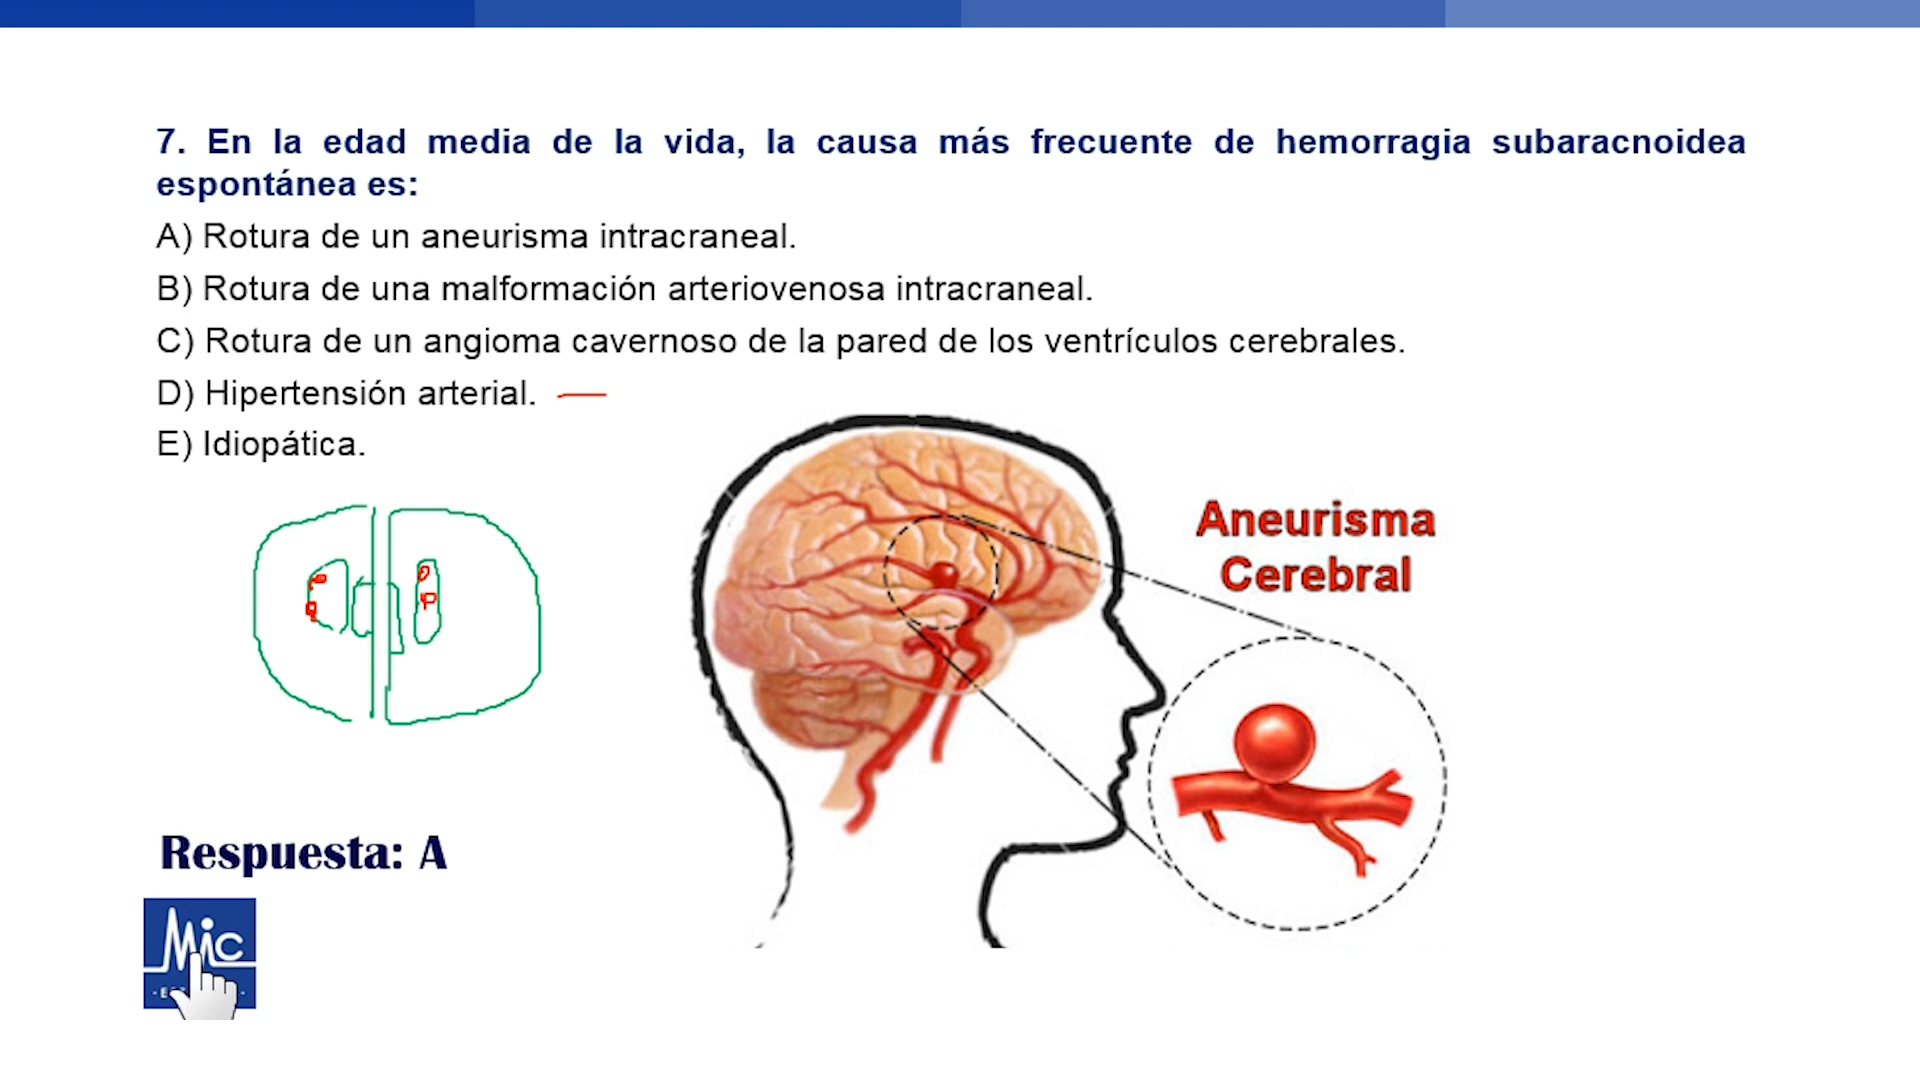 7. En la edad media de la vida, la causa más frecuente de hemorragia subaracnoidea
espontánea es:
A) Rotura de un aneurisma intracraneal.
B) Rotura de una malformación arteriovenosa intracraneal.
C) Rotura de un angioma cavernoso de la pared de los ventrículos cerebrales.
D) Hipertensión arterial.
E) Idiopática.
Aneurisma
Cerebral
Respuesta: A
Mic